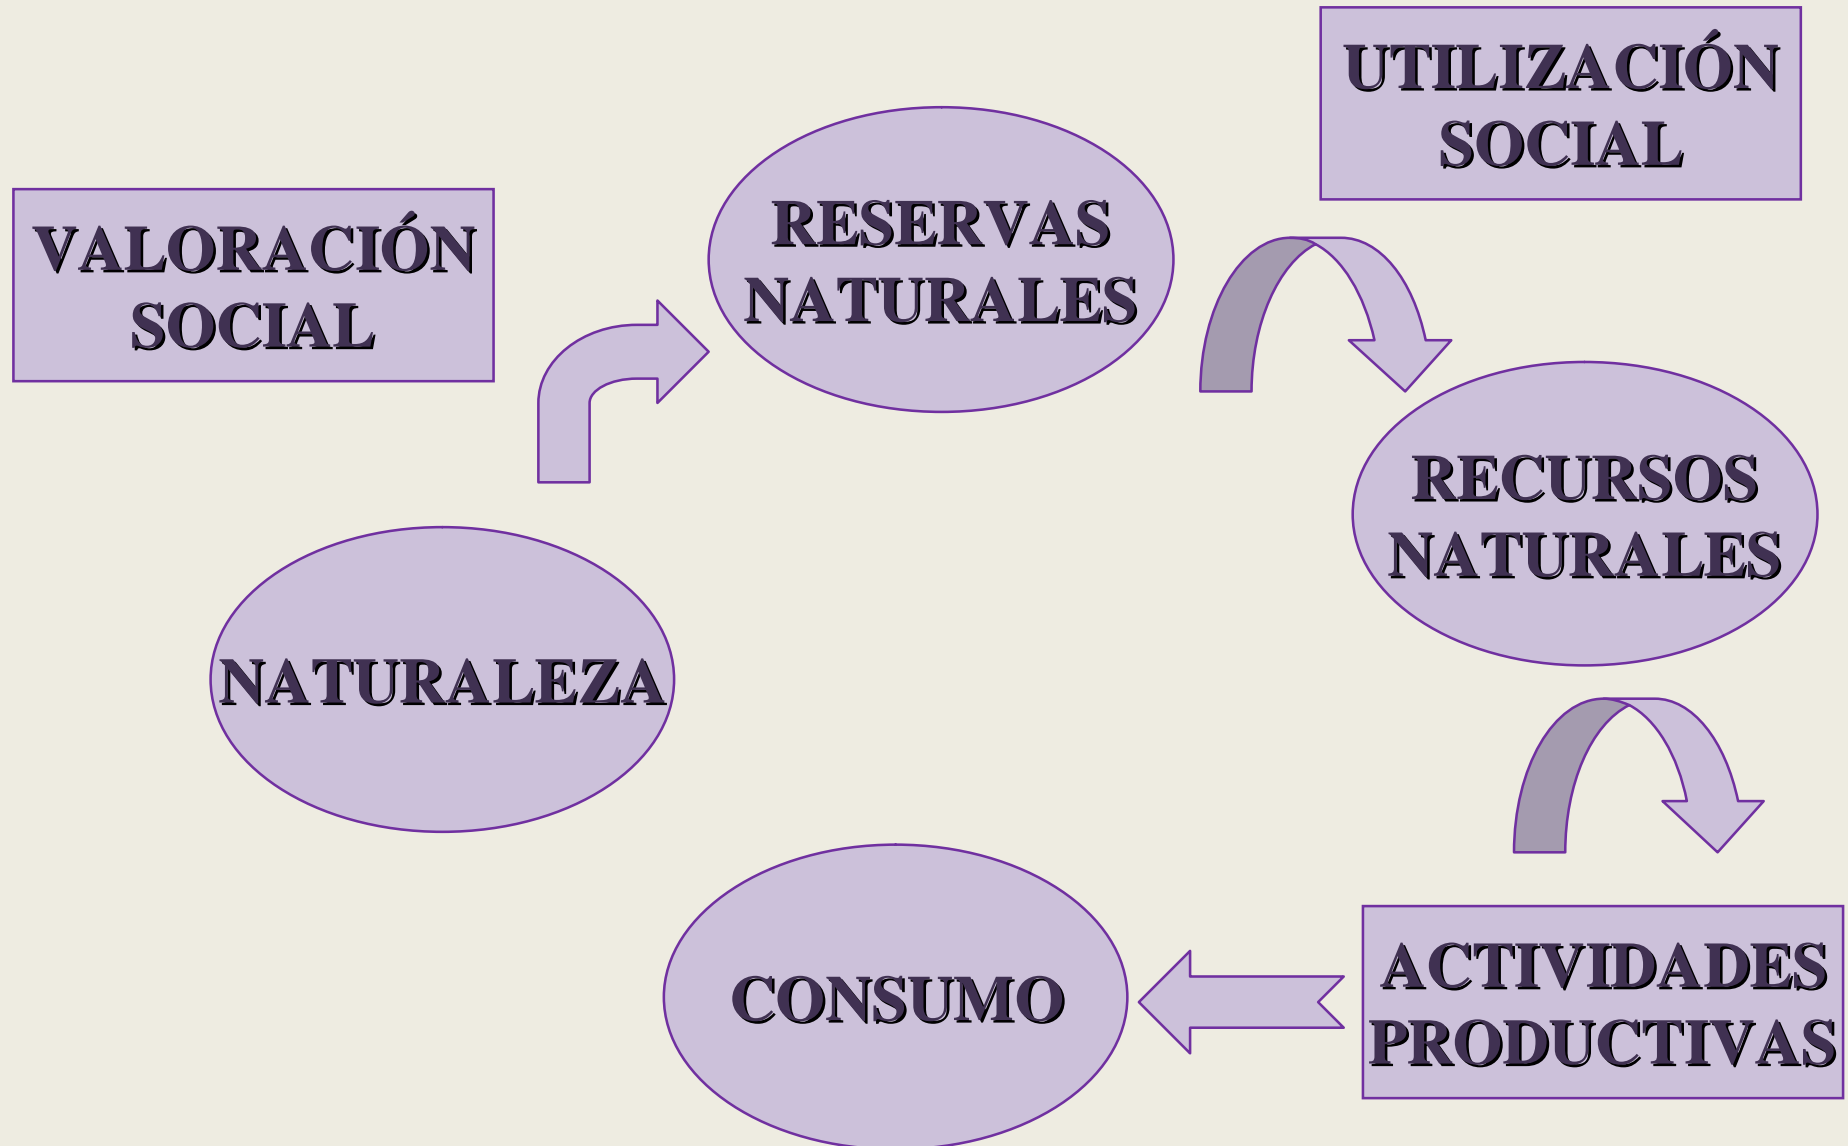 UTILIZACIÓN
SOCIAL
VALORACIÓN
SOCIAL
RESERVAS
NATURALES
RECURSOS
NATURALES
NATURALEZA
CONSUMO
ACTIVIDADES
PRODUCTIVAS